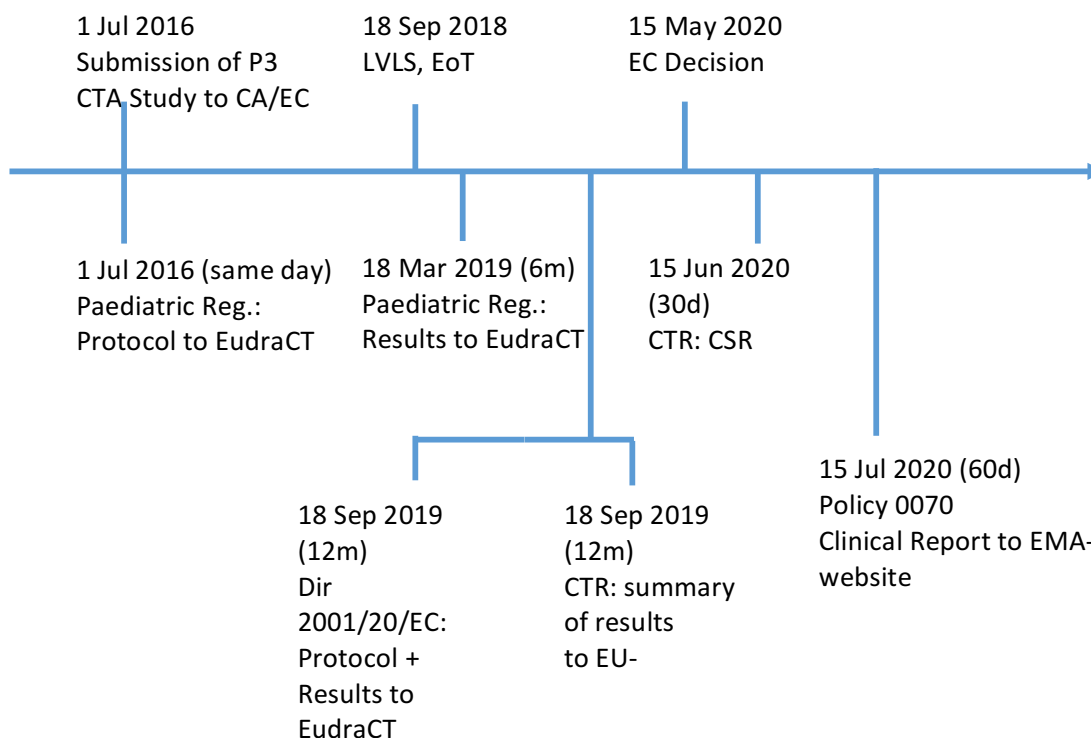 1 Jul 2016
Submission of P3
CTA Study to CA/EC
18 Sep 2018
LVLS, EoT
15 May 2020
EC Decision
1 Jul 2016 (same day)
Paediatric Reg.:
Protocol to EudraCT
18 Mar 2019 (6m)
Paediatric Reg.:
Results to EudraCT
15 Jun 2020
(30d)
CTR: CSR
18 Sep 2019
(12m)
Dir
2001/20/EC:
Protocol +
Results to
EudraCT
18 Sep 2019
(12m)
CTR: summary
of results
to EU-
15 Jul 2020 (60d)
Policy 0070
Clinical Report to EMA-
website